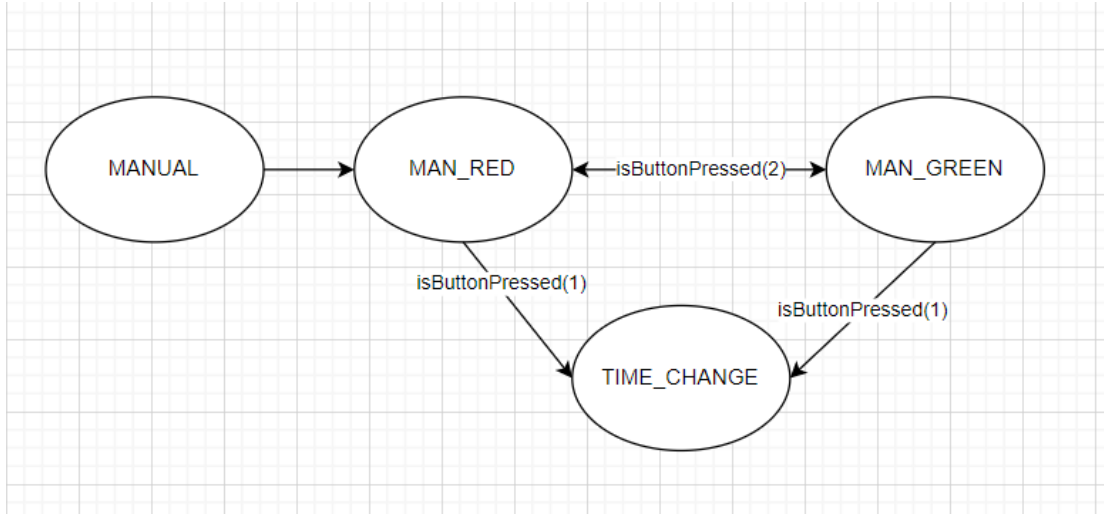 MANUAL
MAN_RED
isButtonPressed(2)
MAN_GREEN
isButtonPressed(1)
isButtonPressed(1)
TIME_CHANGE